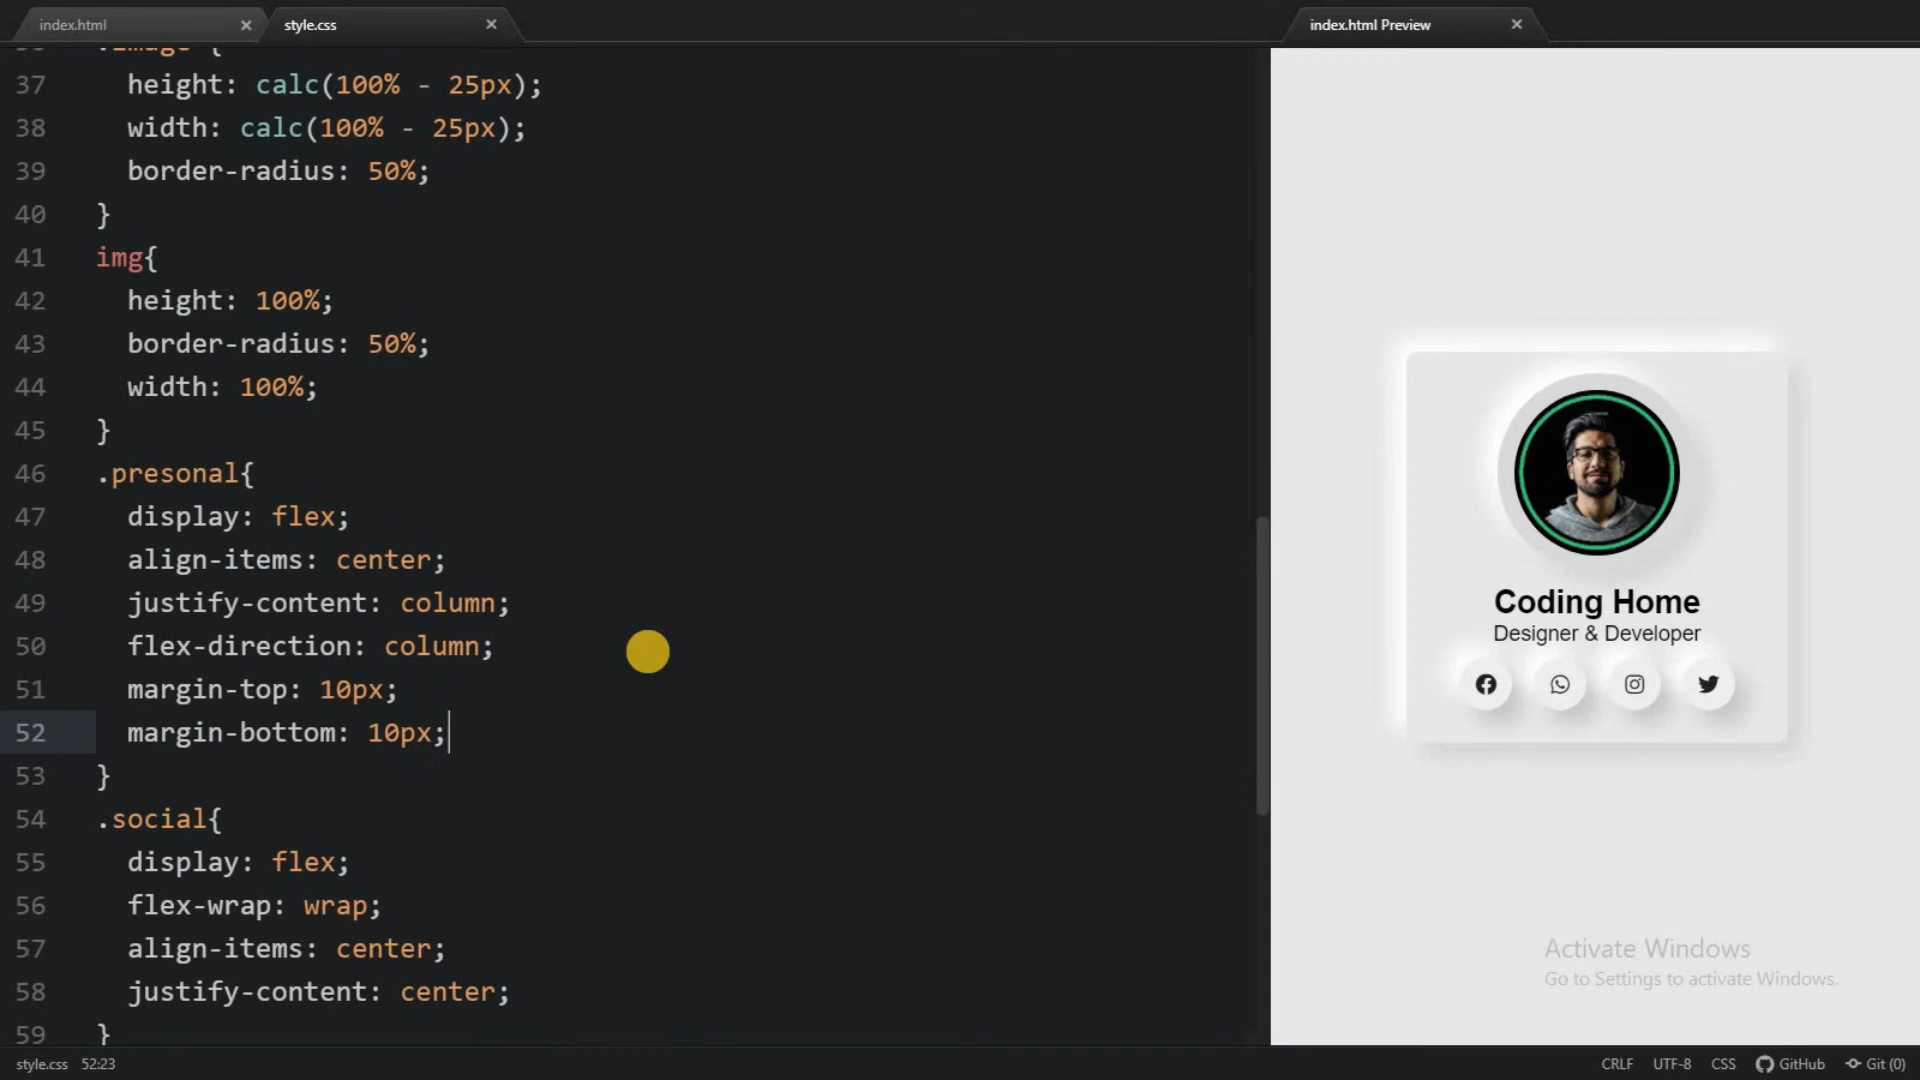 index.html
style.css
index.html Preview
.image {
37 height: calc(100% - 25px);
38 width: calc(100% - 25px);
39 border-radius: 50%;
40 }
41 img{
42 height: 100%;
43 border-radius: 50%;
44 width: 100%;
45 }
46 .presonal{
47 display: flex;
48 align-items: center;
49 justify-content: column;
50 flex-direction: column;
51 margin-top: 10px;
52 margin-bottom: 10px;
53 }
54 .social{
55 display: flex;
56 flex-wrap: wrap;
57 align-items: center;
58 justify-content: center;
59 }
Coding Home
Designer & Developer
Activate Windows
Go to Settings to activate Windows.
style.css 52:23
CRLF UTF-8 CSS GitHub Git (0)